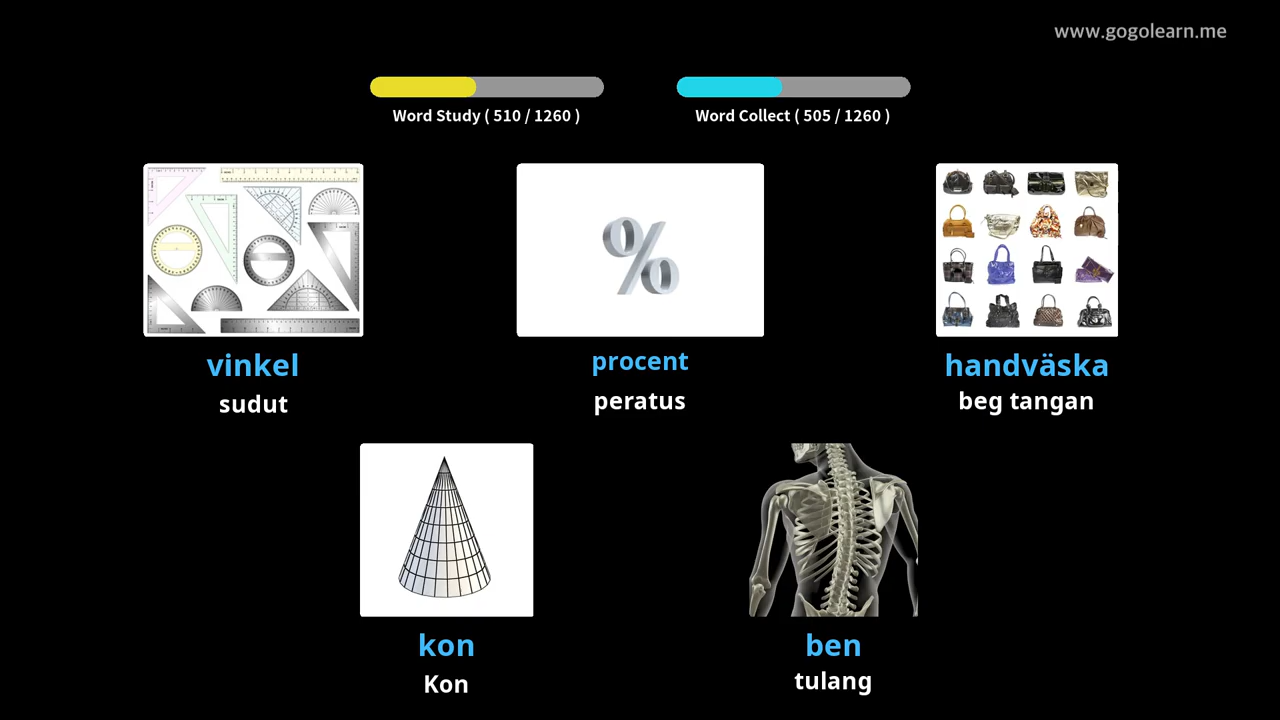 www.gogolearn.me
Word Study ( 510 / 1260 )
Word Collect ( 505 / 1260 )
vinkel
sudut
procent
peratus
handväska
beg tangan
kon
Kon
ben
tulang